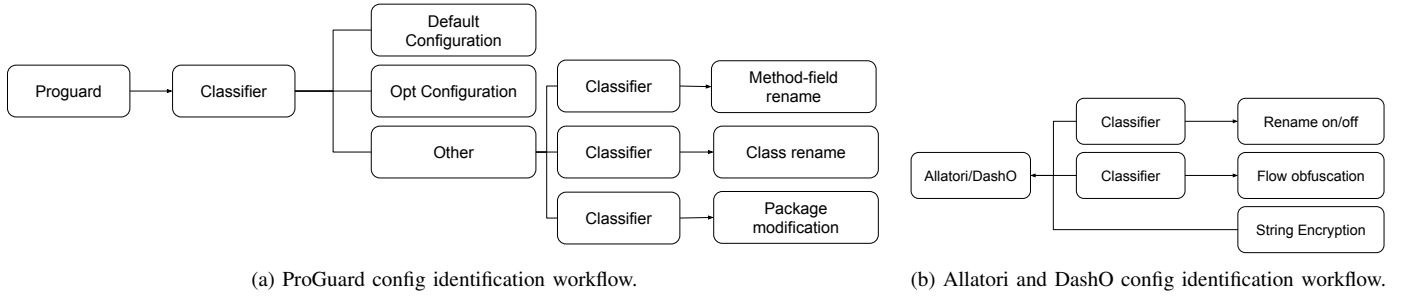 Default
Configuration
Proguard
Classifier
Opt Configuration
Other
Classifier
Method-field
rename
Classifier
Class rename
Classifier
Package
modification
(a) ProGuard config identification workflow.
Allatori/DashO
Classifier
Rename on/off
Classifier
Flow obfuscation
String Encryption
(b) Allatori and DashO config identification workflow.